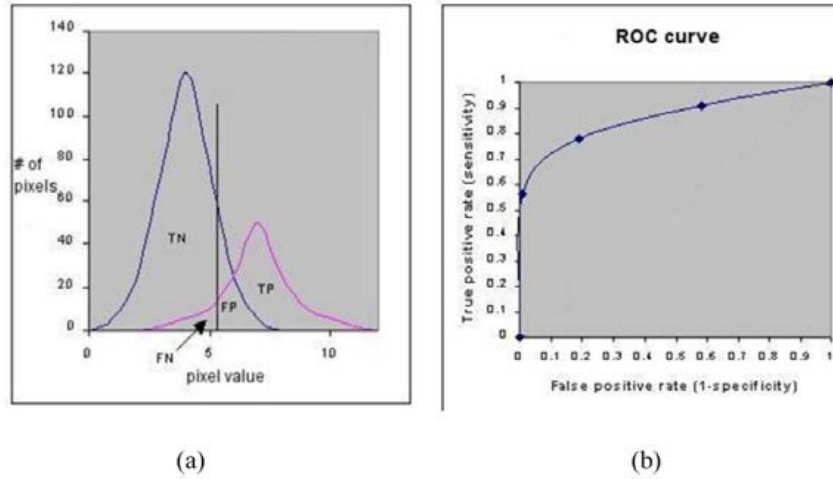 140
120
100
80
60
40
20
0
# of
pixels
TN
FP
TP
FN
0
5
10
pixel value
(a)
ROC curve
True positive rate (sensitivity)
1
0.9
0.8
0.7
0.6
0.5
0.4
0.3
0.2
0.1
0
0 0.1 0.2 0.3 0.4 0.5 0.6 0.7 0.8 0.9 1
False positive rate (1-specificity)
(b)